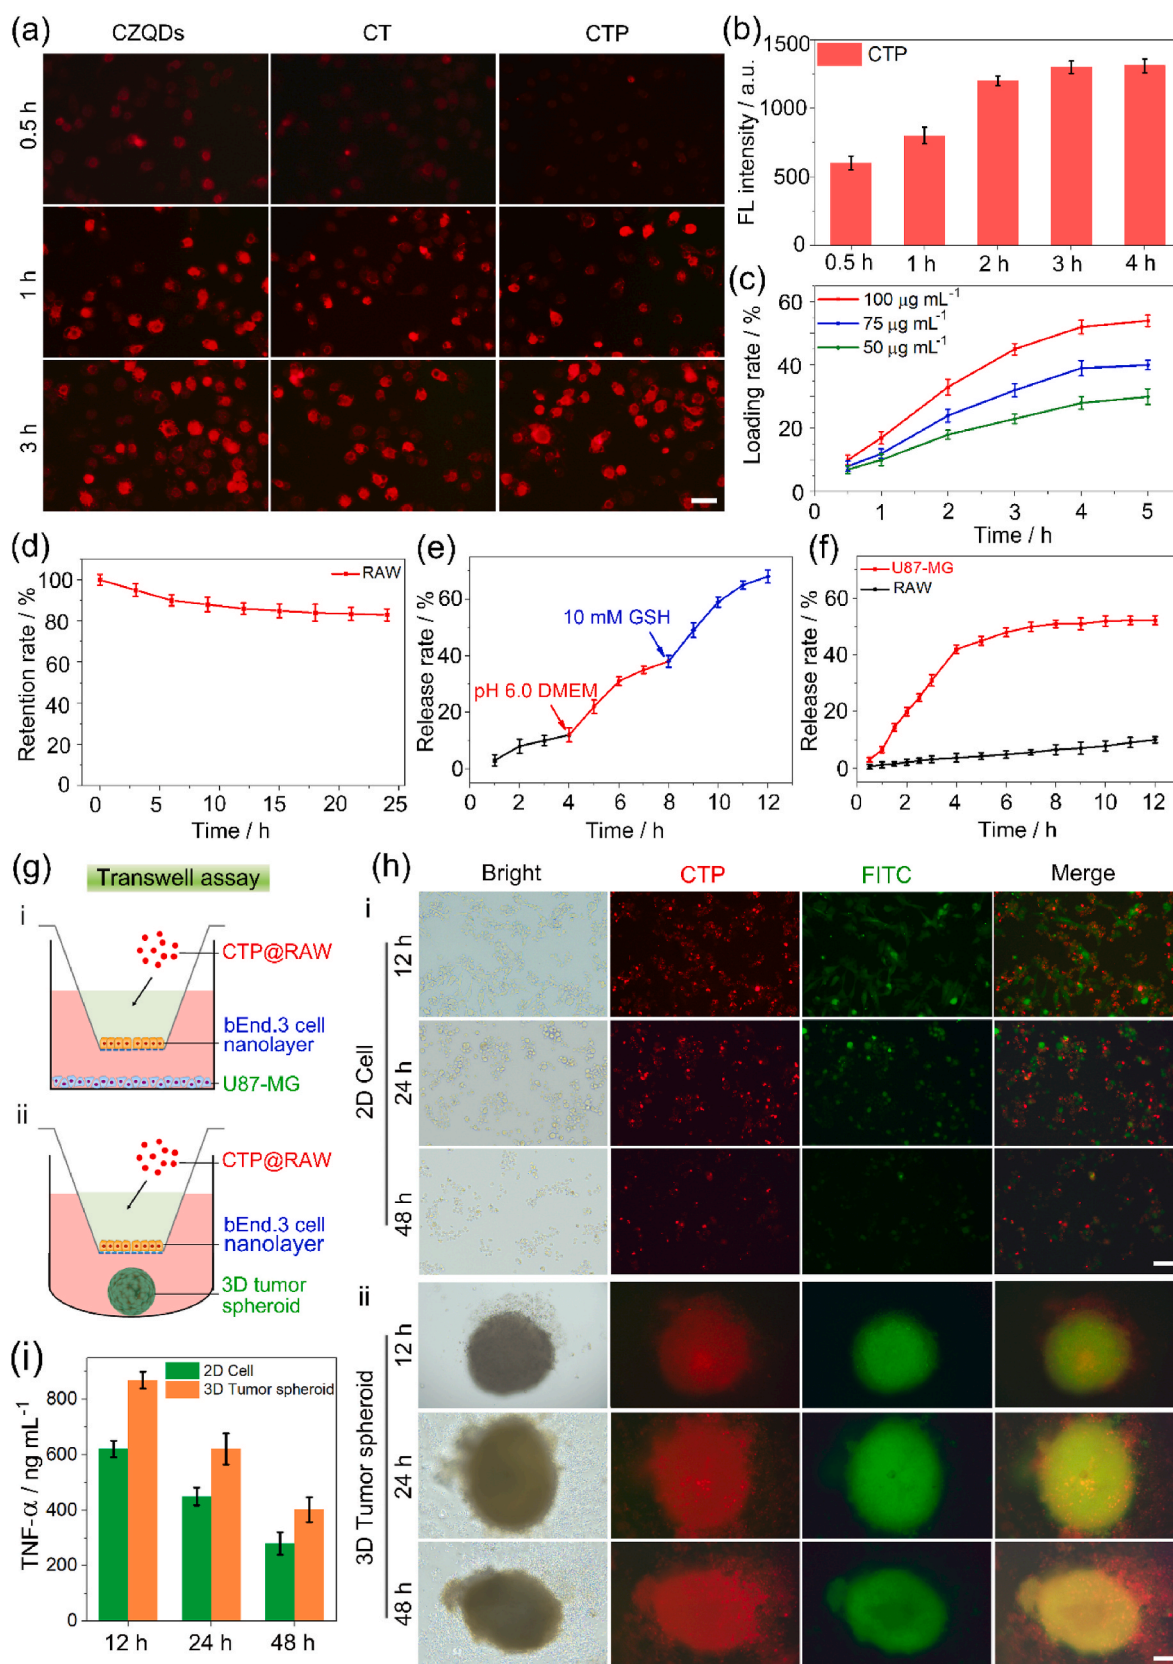 (a)
CZQDs
CT
CTP
0.5 h
1 h
3 h
(b)
1500
1000
500
0
FL intensity / a.u.
CTP
0.5 h
1 h
2 h
3 h
4 h
(c)
60
40
20
0
Loading rate / %
100 µg mL⁻¹
75 µg mL⁻¹
50 µg mL⁻¹
0
1
2
3
4
5
Time / h
(d)
100
80
60
40
20
0
Retention rate / %
RAW
0
5
10
15
20
25
Time / h
(e)
60
40
20
0
Release rate / %
10 mM GSH
pH 6.0 DMEM
0
2
4
6
8
10
12
Time / h
(f)
U87-MG
RAW
60
40
20
0
Release rate / %
0
2
4
6
8
10
12
Time / h
(g)
Transwell assay
i
CTP@RAW
bEnd.3 cell
nanolayer
U87-MG
ii
CTP@RAW
bEnd.3 cell
nanolayer
3D tumor
spheroid
(h)
Bright
CTP
FITC
Merge
i
2D Cell
12 h
24 h
48 h
ii
3D Tumor spheroid
12 h
24 h
48 h
(i)
2D Cell
3D Tumor spheroid
800
600
400
200
0
TNF-α / ng mL⁻¹
12 h
24 h
48 h